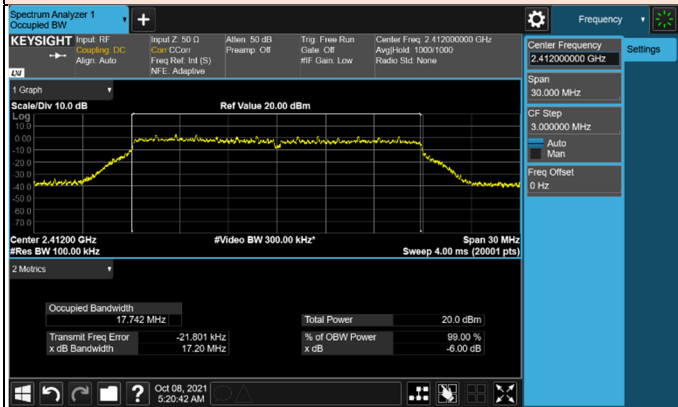 Spectrum Analyzer 1
Occupied BW
+
Frequency
KEYSIGHT
Input: RF
Coupling: DC
Align: Auto
Input Z: 50 Ω
Corr CCorr
Freq Ref: Int (S)
NFE: Adaptive
Atten: 50 dB
Preamp: Off
Trig: Free Run
Gate: Off
#IF Gain: Low
Center Freq: 2.412000000 GHz
Avg|Hold: 1000/1000
Radio Std: None
LXI
1 Graph
Scale/Div 10.0 dB
Ref Value 20.00 dBm
Log
10.0
0.00
-10.0
-20.0
-30.0
-40.0
-50.0
-60.0
-70.0
Center 2.41200 GHz
#Video BW 300.00 kHz*
Span 30 MHz
#Res BW 100.00 kHz
Sweep 4.00 ms (20001 pts)
2 Metrics
Occupied Bandwidth
17.742 MHz
Total Power
20.0 dBm
Transmit Freq Error
-21.801 kHz
% of OBW Power
99.00 %
x dB Bandwidth
17.20 MHz
x dB
-6.00 dB
Center Frequency
2.412000000 GHz
Settings
Span
30.000 MHz
CF Step
3.000000 MHz
Auto
Man
Freq Offset
0 Hz
?
Oct 08, 2021
5:20:42 AM